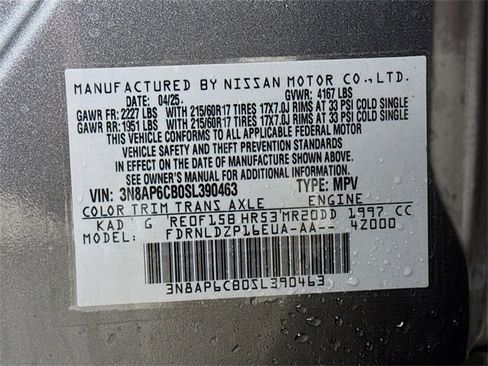 MANUFACTURED BY NISSAN MOTOR CO.,LTD.
DATE: 04/25. GVWR: 4167 LBS
GAWR FR: 2227 LBS WITH 215/60R17 TIRES 17X7.0J RIMS AT 33 PSI COLD SINGLE
GAWR RR: 1951 LBS WITH 215/60R17 TIRES 17X7.0J RIMS AT 33 PSI COLD SINGLE
THIS VEHICLE CONFORMS TO ALL APPLICABLE FEDERAL MOTOR
VEHICLE SAFETY AND THEFT PREVENTION STANDARDS
IN EFFECT ON THE DATE OF MANUFACTURE SHOWN ABOVE.
SEE OWNER'S MANUAL FOR ADDITIONAL INFORMATION.
VIN: 3N8AP6CB0SL390463 TYPE: MPV
COLOR TRIM TRANS AXLE ENGINE
KAD G RE0F15B HR53 MR20DD 1997 CC
MODEL: FDRNLDZP16EUA-AA-- 4Z000
3N8AP6CB0SL390463